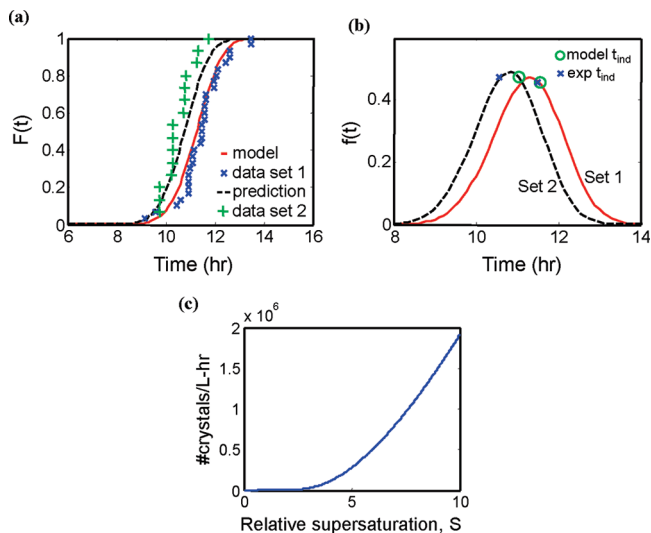 (a)
F(t)
1
0.8
0.6
0.4
0.2
0
6 8 10 12 14 16
Time (hr)
model
data set 1
prediction
data set 2
(b)
f(t)
0.4
0.2
0
8 10 12 14
Time (hr)
model t_ind
exp t_ind
Set 1
Set 2
(c)
x 10^6
#crystals/L-hr
2
1.5
1
0.5
0
0 5 10
Relative supersaturation, S